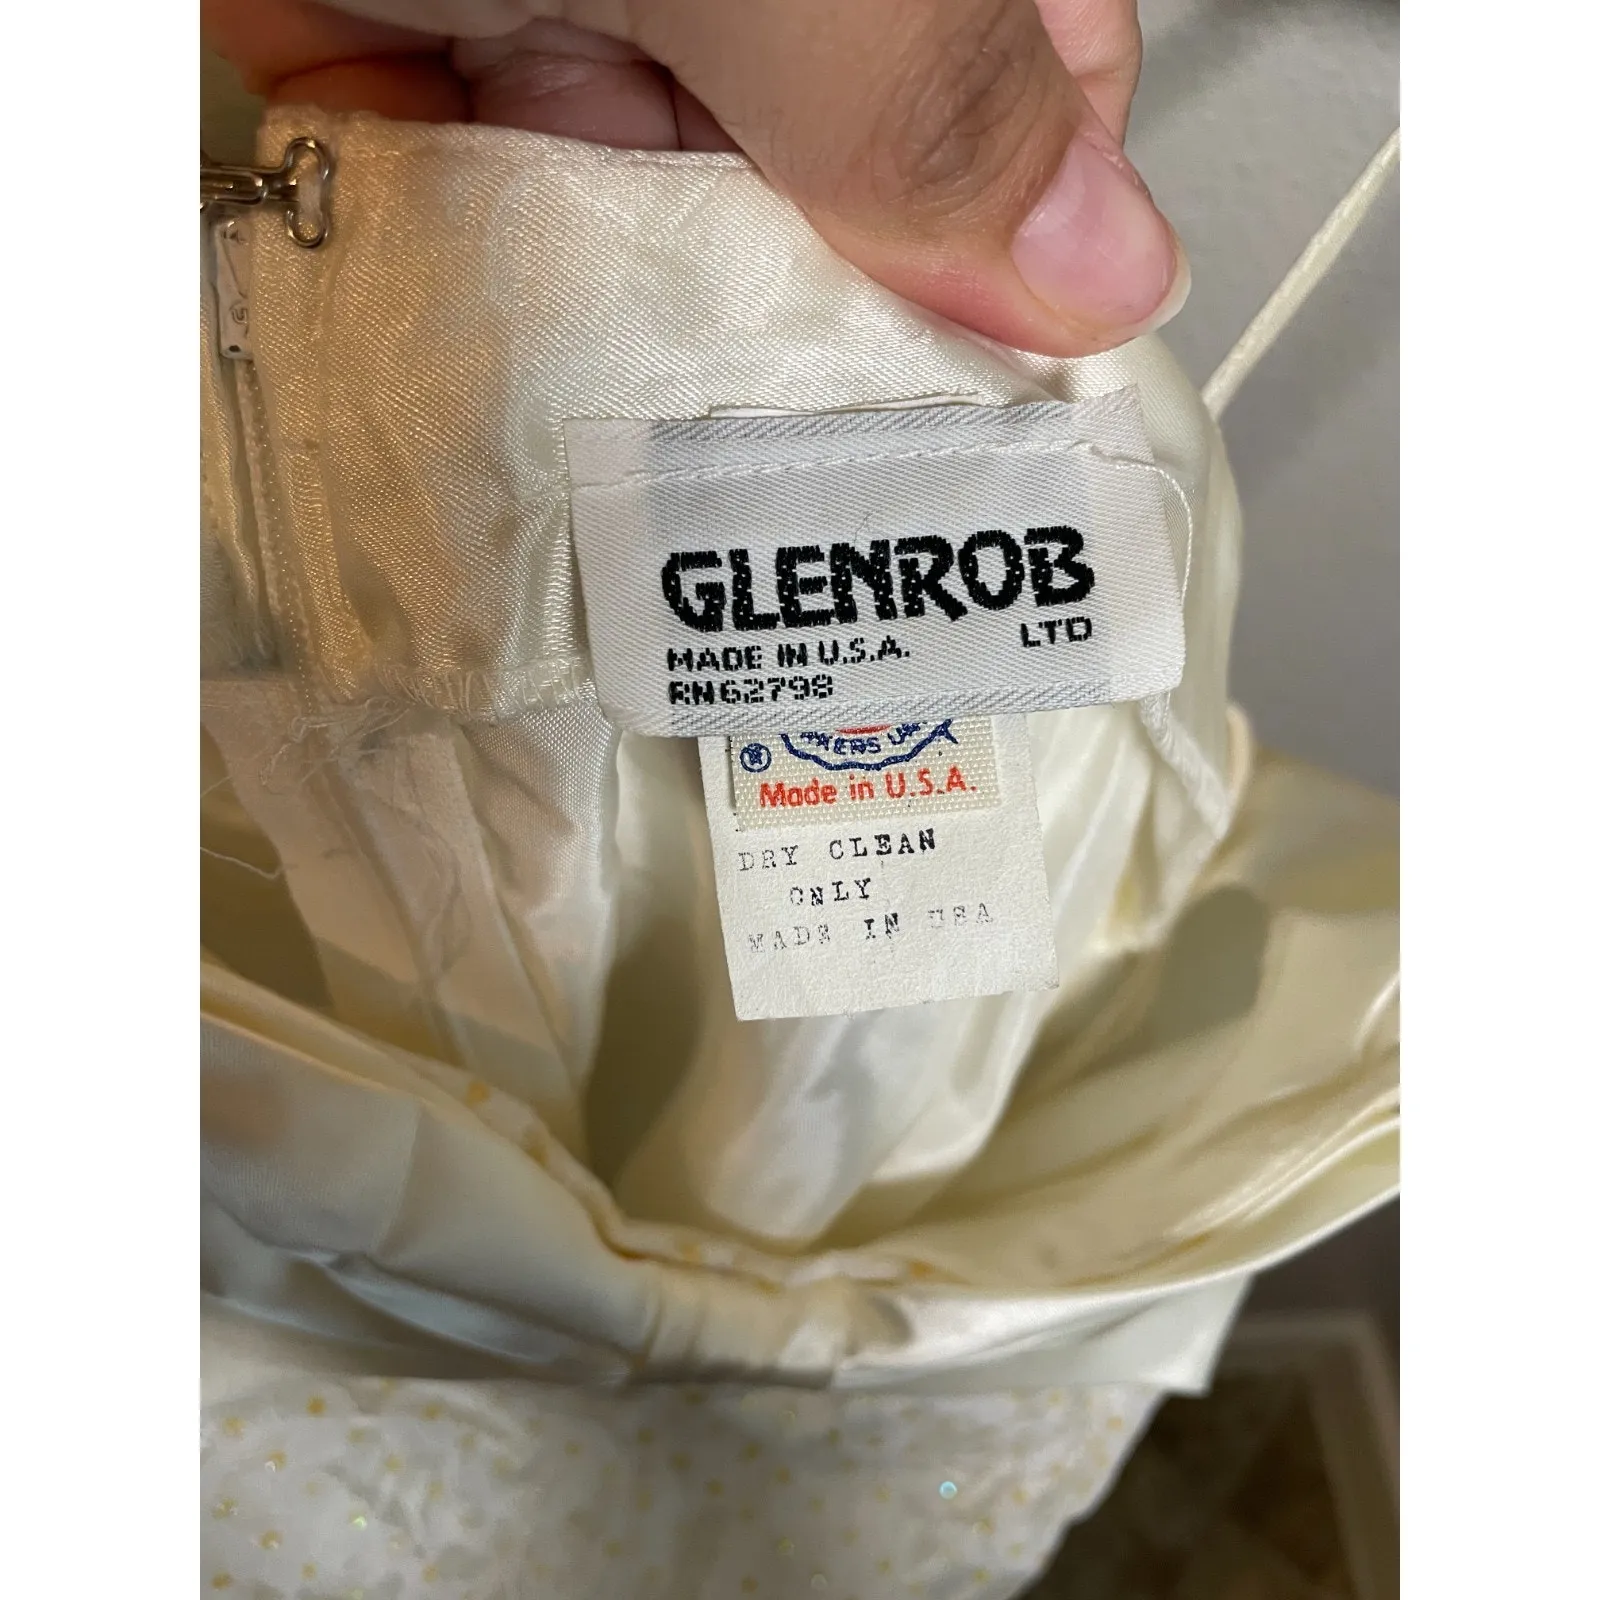 GLENROB
LTD
MADE IN U.S.A.
RN62798
®
Made in U.S.A.
DRY CLEAN
ONLY
MADE IN USA